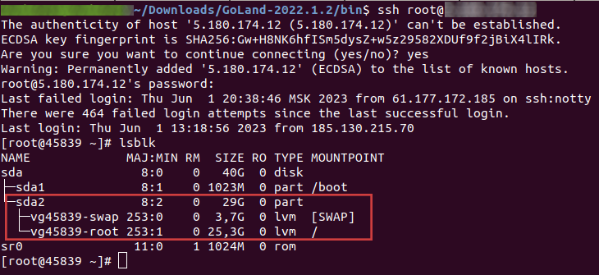 :~/Downloads/GoLand-2022.1.2/bin$ ssh root@
The authenticity of host '5.180.174.12 (5.180.174.12)' can't be established.
ECDSA key fingerprint is SHA256:Gw+H8NK6hfISm5dysZ+w5z29582XDUf9f2jBiX4lIRk.
Are you sure you want to continue connecting (yes/no)? yes
Warning: Permanently added '5.180.174.12' (ECDSA) to the list of known hosts.
root@5.180.174.12's password:
Last failed login: Thu Jun  1 20:38:46 MSK 2023 from 61.177.172.185 on ssh:notty
There were 464 failed login attempts since the last successful login.
Last login: Thu Jun  1 13:18:56 2023 from 185.130.215.70
[root@45839 ~]# lsblk
NAME             MAJ:MIN RM  SIZE RO TYPE MOUNTPOINT
sda                8:0    0   40G  0 disk
├─sda1             8:1    0 1023M  0 part /boot
└─sda2             8:2    0   29G  0 part
  ├─vg45839-swap 253:0    0  3,7G  0 lvm  [SWAP]
  └─vg45839-root 253:1    0 25,3G  0 lvm  /
sr0               11:0    1 1024M  0 rom
[root@45839 ~]#